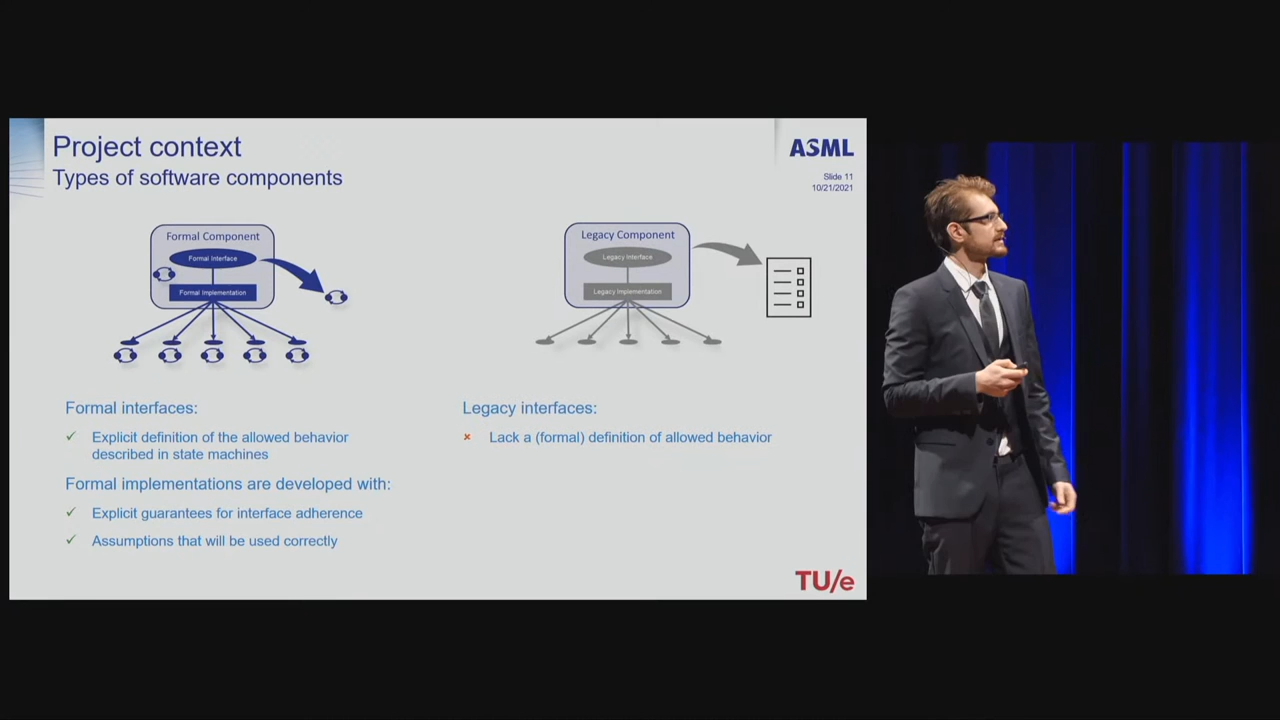 Project context
Types of software components
ASML
Slide 11
10/21/2021
Formal Component
Formal Interface
Formal Implementation
Legacy Component
Legacy Interface
Legacy Implementation
Formal interfaces:
Explicit definition of the allowed behavior
described in state machines
Formal implementations are developed with:
Explicit guarantees for interface adherence
Assumptions that will be used correctly
Legacy interfaces:
Lack a (formal) definition of allowed behavior
TU/e